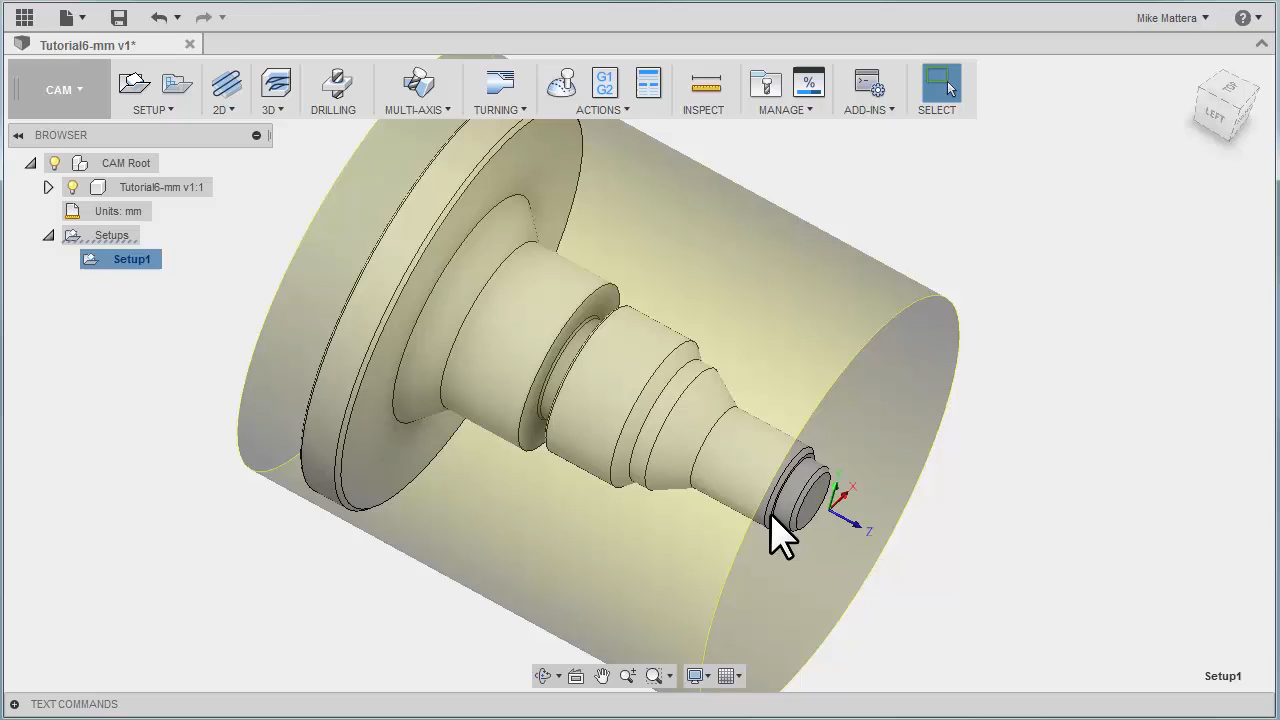 Mike Mattera
?
Tutorial6-mm v1*
CAM
G1
G2
%
SETUP
2D
3D
DRILLING
MULTI-AXIS
TURNING
ACTIONS
INSPECT
MANAGE
ADD-INS
SELECT
LEFT
BROWSER
CAM Root
Tutorial6-mm v1:1
Units: mm
Setups
Setup1
X
Z
Setup1
TEXT COMMANDS